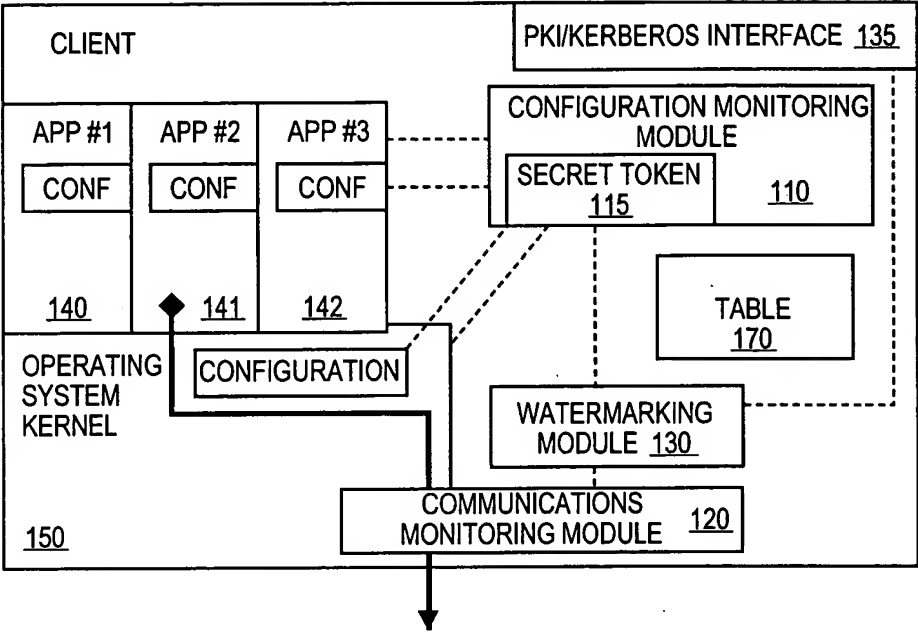 CLIENT
PKI/KERBEROS INTERFACE 135
APP #1
APP #2
APP #3
CONF
CONF
CONF
140
141
142
CONFIGURATION MONITORING
MODULE
SECRET TOKEN
115
110
TABLE
170
OPERATING
SYSTEM
KERNEL
CONFIGURATION
WATERMARKING
MODULE 130
COMMUNICATIONS
MONITORING MODULE 120
150